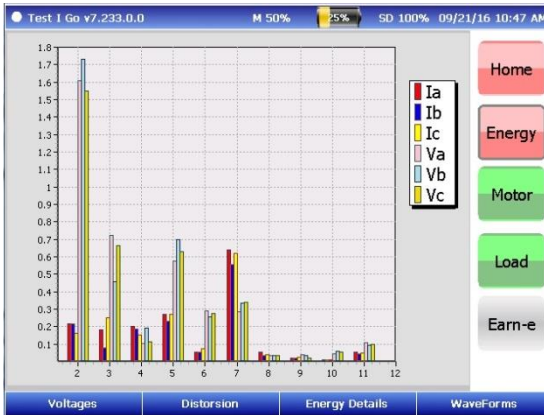 Test I Go v7.233.0.0 M 50% 25% SD 100% 09/21/16 10:47 AM
1.8
1.7
1.6
1.5
1.4
1.3
1.2
1.1
1
0.9
0.8
0.7
0.6
0.5
0.4
0.3
0.2
0.1
2 3 4 5 6 7 8 9 10 11 12
Ia
Ib
Ic
Va
Vb
Vc
Home
Energy
Motor
Load
Earn-e
Voltages Distorsion Energy Details WaveForms